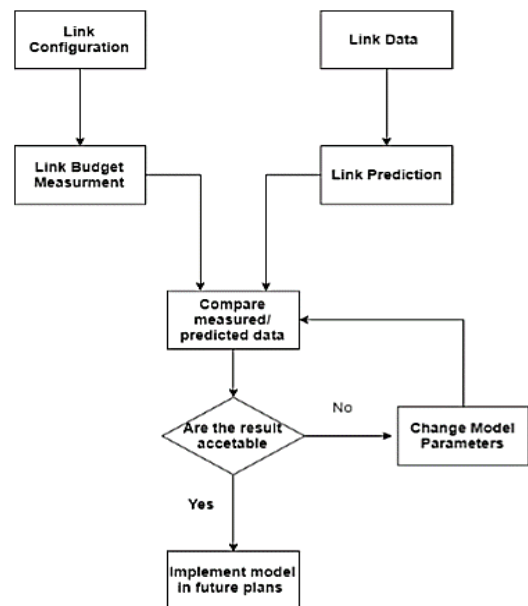 Link
Configuration
Link Data
Link Budget
Measurment
Link Prediction
Compare
measured/
predicted data
Are the result
accetable
No
Change Model
Parameters
Yes
Implement model
in future plans